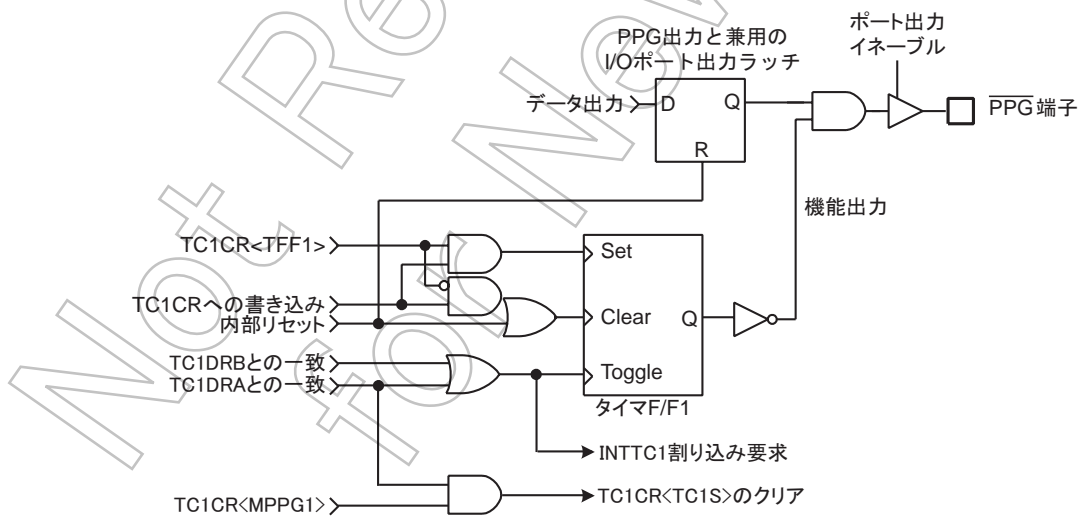 ポート出力
イネーブル
PPG出力と兼用の
I/Oポート出力ラッチ
データ出力
D
Q
R
PPG端子
機能出力
TC1CR<TFF1>
Set
TC1CRへの書き込み
内部リセット
Clear
Q
TC1DRBとの一致
TC1DRAとの一致
Toggle
タイマF/F1
INTTC1割り込み要求
TC1CR<TC1S>のクリア
TC1CR<MPPG1>
Not Re
for Ne